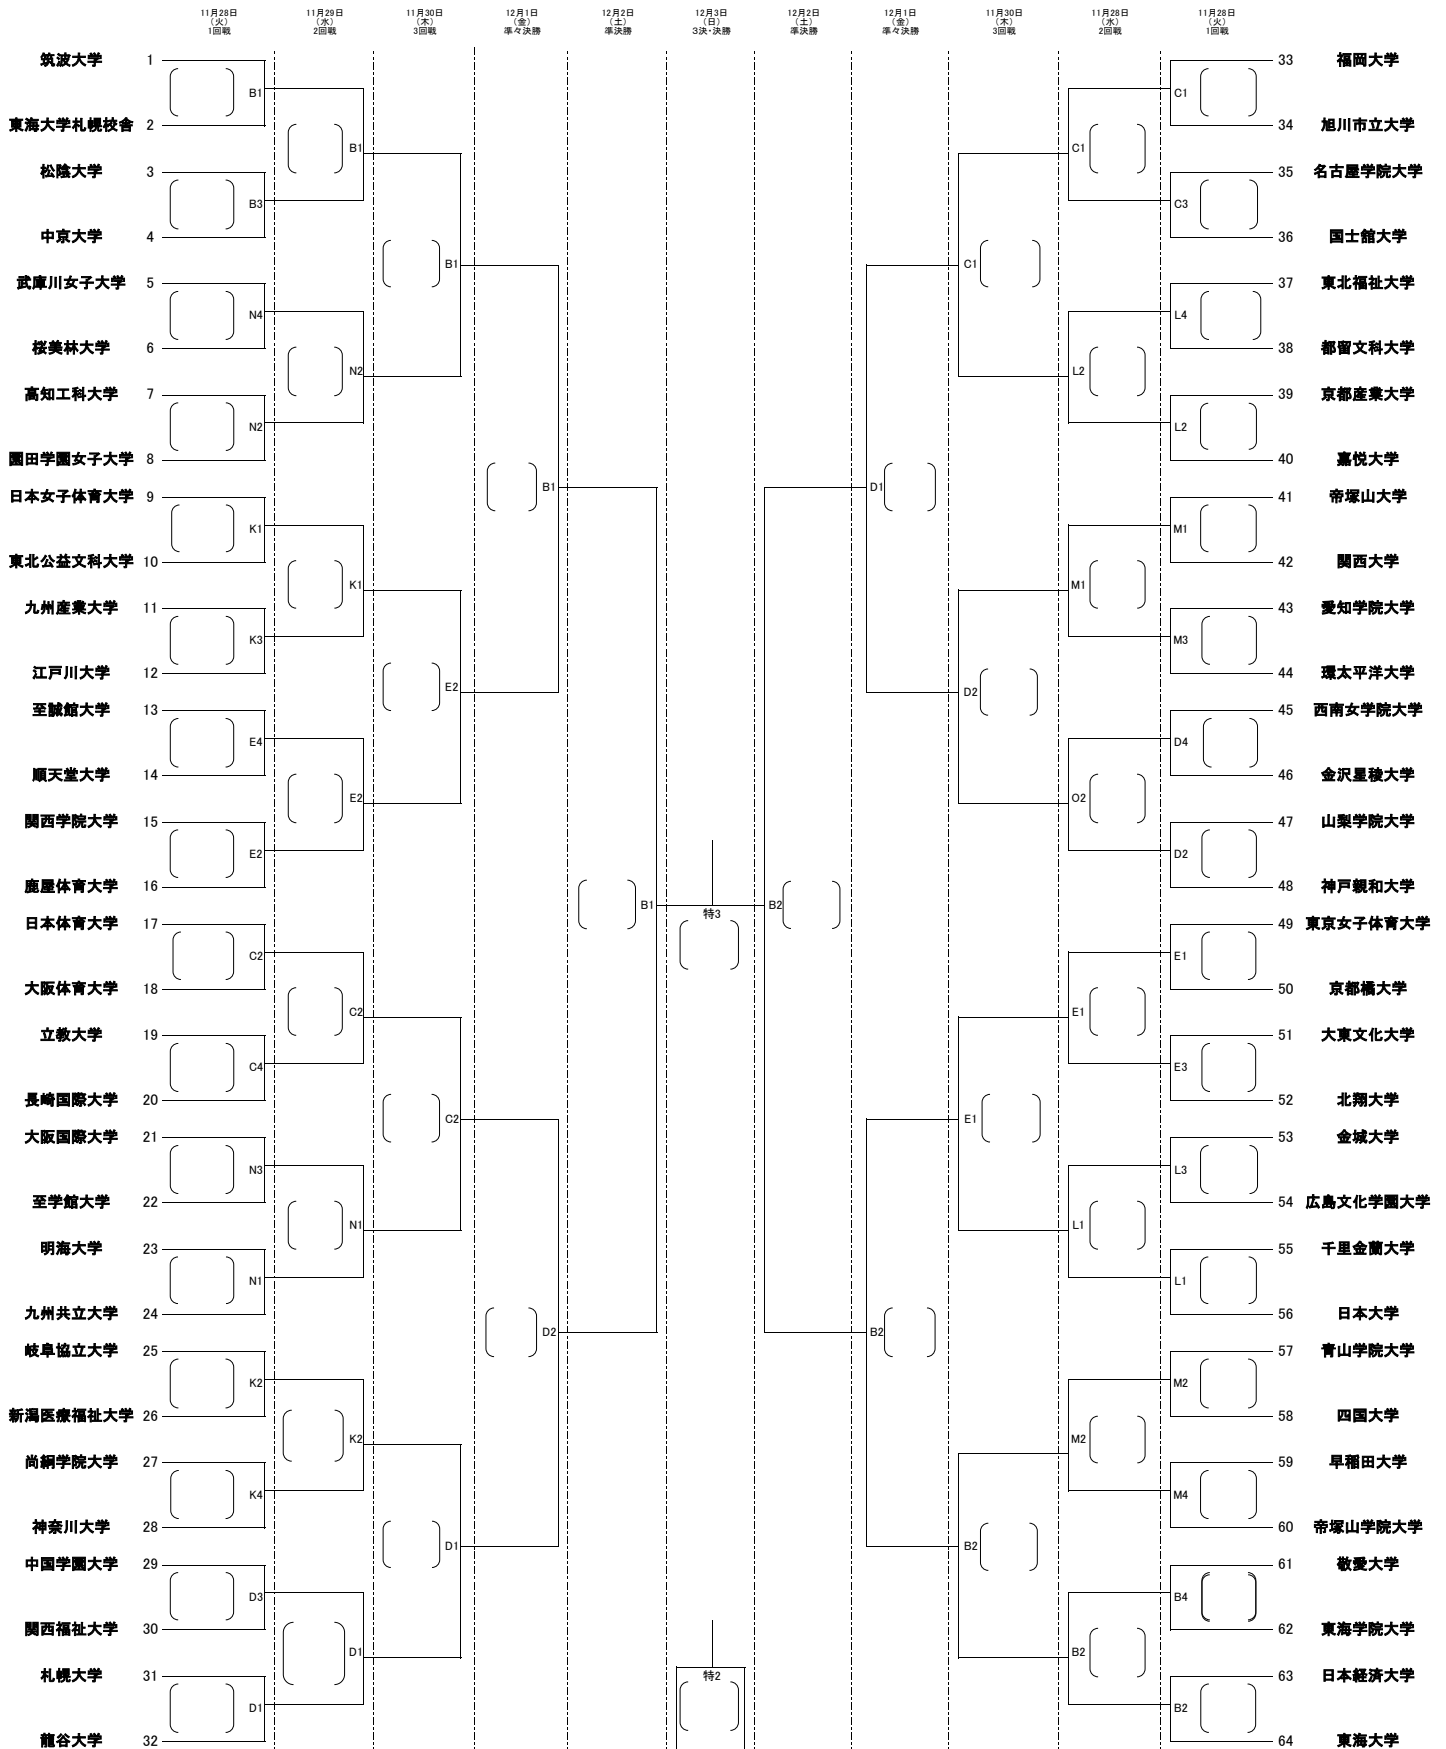 11月28日 11月29日 11月30日 12月1日 12月2日 12月3日 12月2日 12月1日 11月30日 11月28日 11月28日
（火） （水） （木） （金） （土） （日） （土） （金） （木） （水） （火）
1回戦 2回戦 3回戦 準々決勝 準決勝 3決・決勝 準決勝 準々決勝 3回戦 2回戦 1回戦
筑波大学 1 33 福岡大学
B1 C1
東海大学札幌校舎 2 34 旭川市立大学
B1 C1
松陰大学 3 35 名古屋学院大学
B3 C3
中京大学 4 36 国士舘大学
B1 C1
武庫川女子大学 5 37 東北福祉大学
N4 L4
桜美林大学 6 38 都留文科大学
N2 L2
高知工科大学 7 39 京都産業大学
N2 L2
園田学園女子大学 8 40 嘉悦大学
B1 D1
日本女子体育大学 9 41 帝塚山大学
K1 M1
東北公益文科大学 10 42 関西大学
K1 M1
九州産業大学 11 43 愛知学院大学
K3 M3
江戸川大学 12 44 環太平洋大学
E2 D2
至誠館大学 13 45 西南女学院大学
E4 D4
順天堂大学 14 46 金沢星稜大学
E2 O2
関西学院大学 15 47 山梨学院大学
E2 D2
鹿屋体育大学 16 48 神戸親和大学
B1 特3 B2
日本体育大学 17 49 東京女子体育大学
C2 E1
大阪体育大学 18 50 京都橘大学
C2 E1
立教大学 19 51 大東文化大学
C4 E3
長崎国際大学 20 52 北翔大学
C2 E1
大阪国際大学 21 53 金城大学
N3 L3
至学館大学 22 54 広島文化学園大学
N1 L1
明海大学 23 55 千里金蘭大学
N1 L1
九州共立大学 24 56 日本大学
D2 B2
岐阜協立大学 25 57 青山学院大学
K2 M2
新潟医療福祉大学 26 58 四国大学
K2 M2
尚絅学院大学 27 59 早稲田大学
K4 M4
神奈川大学 28 60 帝塚山学院大学
D1 B2
中国学園大学 29 61 敬愛大学
D3 B4
関西福祉大学 30 62 東海学院大学
D1 B2
札幌大学 31 特2 63 日本経済大学
D1 B2
龍谷大学 32 64 東海大学